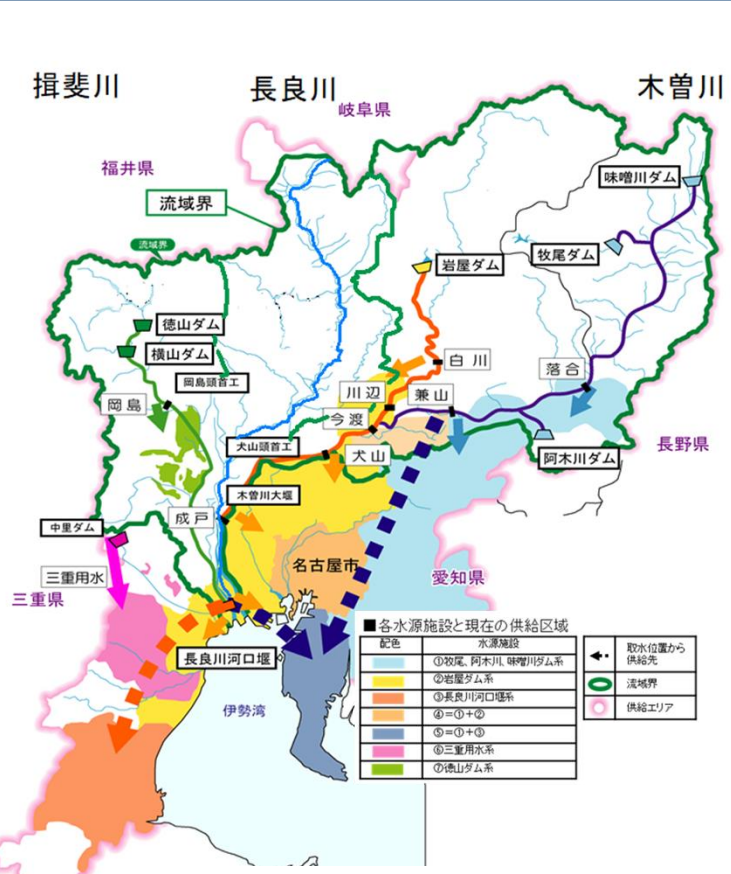 揖斐川
長良川
木曽川
岐阜県
福井県
流域界
味噌川ダム
流域界
牧尾ダム
岩屋ダム
徳山ダム
横山ダム
白川
落合
岡島頭首工
川辺
兼山
岡島
今渡
犬山頭首工
犬山
長野県
阿木川ダム
木曽川大堰
成戸
中里ダム
名古屋市
三重用水
愛知県
三重県
長良川河口堰
伊勢湾
■各水源施設と現在の供給区域
配色 水源施設
①牧尾、阿木川、味噌川ダム系
②岩屋ダム系
③長良川河口堰系
④=①+②
⑤=①+③
⑥三重用水系
⑦徳山ダム系
取水位置から
供給先
流域界
供給エリア